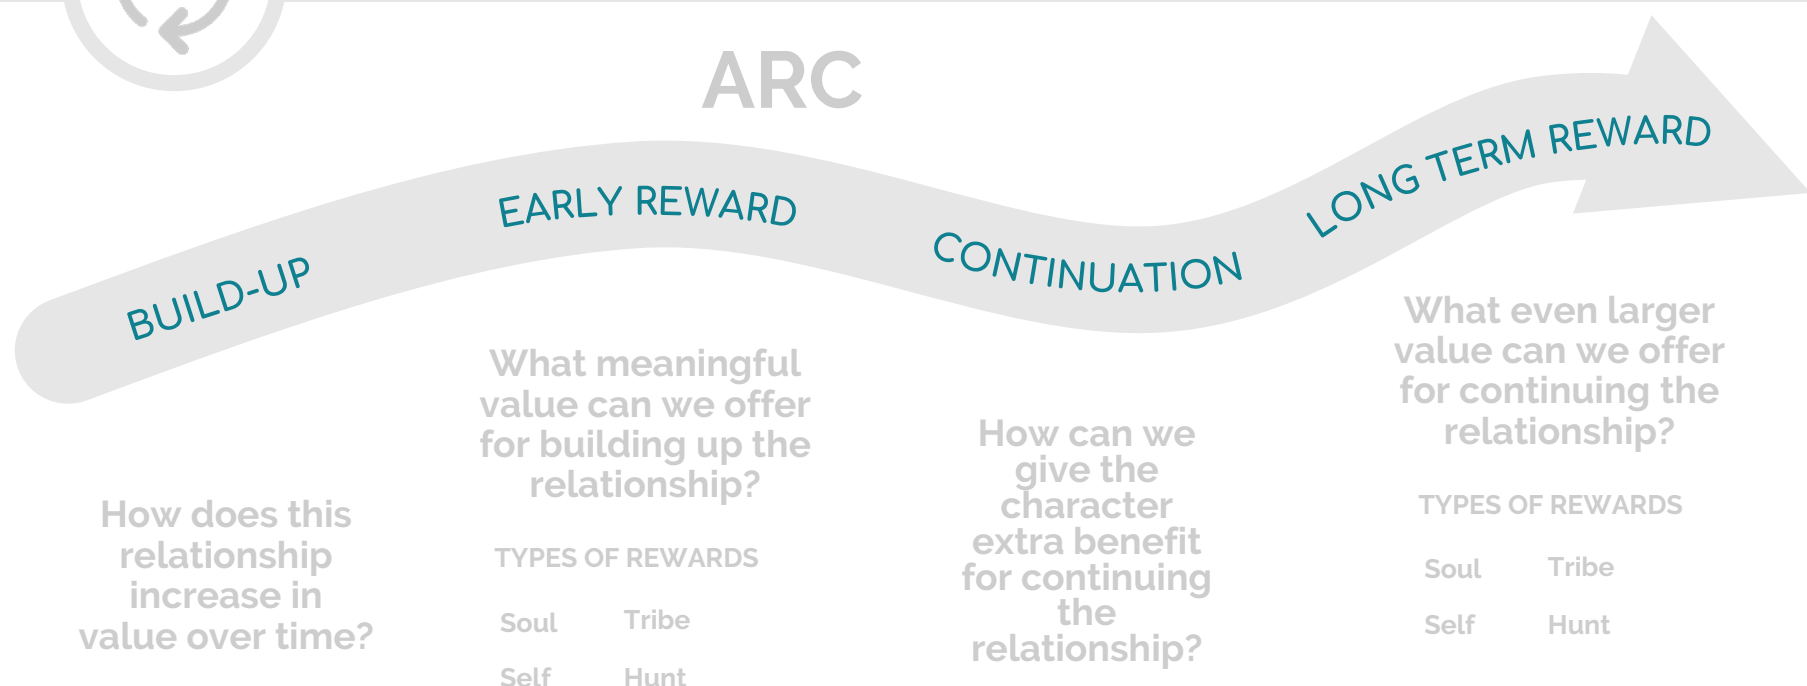 ARC
BUILD-UP
EARLY REWARD
CONTINUATION
LONG TERM REWARD
How does this
relationship
increase in
value over time?
What meaningful
value can we offer
for building up the
relationship?
TYPES OF REWARDS
Soul Tribe
Self Hunt
How can we
give the
character
extra benefit
for continuing
the
relationship?
What even larger
value can we offer
for continuing the
relationship?
TYPES OF REWARDS
Soul Tribe
Self Hunt